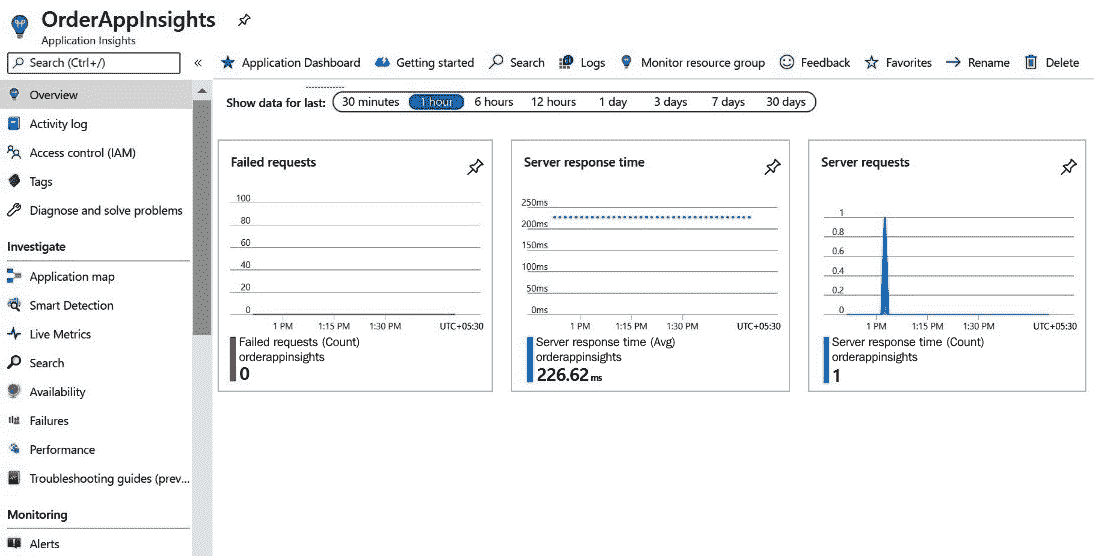 OrderAppInsights
Application Insights
Search (Ctrl+/)
«
Application Dashboard
Getting started
Search
Logs
Monitor resource group
Feedback
Favorites
Rename
Delete
Overview
Activity log
Access control (IAM)
Tags
Diagnose and solve problems
Investigate
Application map
Smart Detection
Live Metrics
Search
Availability
Failures
Performance
Troubleshooting guides (prev...
Monitoring
Alerts
Show data for last:
30 minutes
1 hour
6 hours
12 hours
1 day
3 days
7 days
30 days
Failed requests
100
80
60
40
20
0
1 PM
1:15 PM
1:30 PM
UTC+05:30
Failed requests (Count)
orderappinsights
0
Server response time
250ms
200ms
150ms
100ms
50ms
0ms
1 PM
1:15 PM
1:30 PM
UTC+05:30
Server response time (Avg)
orderappinsights
226.62 ms
Server requests
1
0.8
0.6
0.4
0.2
0
1 PM
1:15 PM
1:30 PM
UTC+05:30
Server response time (Count)
orderappinsights
1